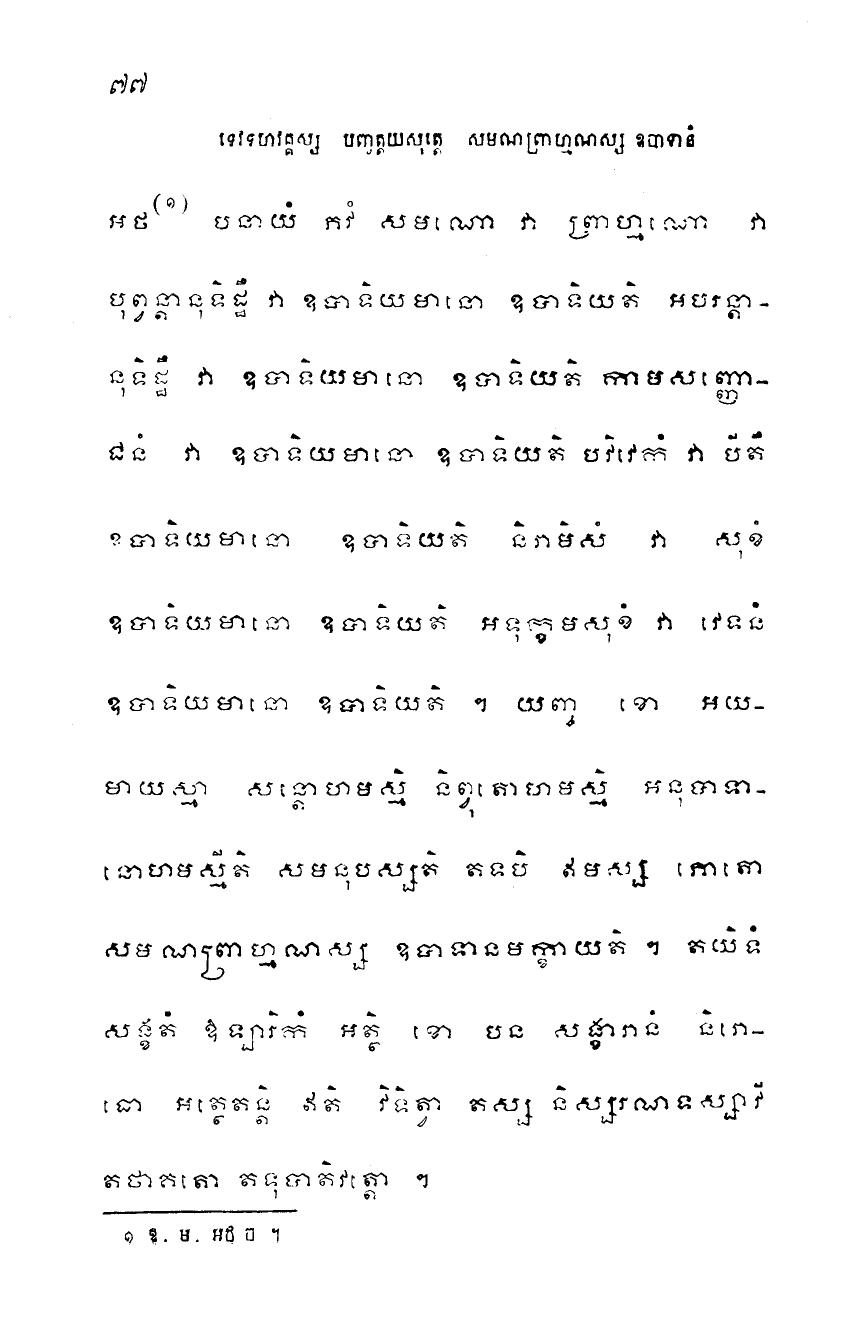 ៧៧
ទេវទហវគ្គស្ស បញ្ចត្តយសុត្តេ សមណព្រាហ្មណស្ស ឧបាទានំ
អថ(១) បនាយំ ភវំ សមណោ វា ព្រាហ្មណោ វា
បុព្វន្តានុទិដ្ឋឹ វា ឧបាទិយមានោ ឧបាទិយតិ អបរន្តា-
នុទិដ្ឋឹ វា ឧបាទិយមានោ ឧបាទិយតិ កាមសញ្ញោ-
ជនំ វា ឧបាទិយមានោ ឧបាទិយតិ បវិវេកំ វា បីតឹ
ឧបាទិយមានោ ឧបាទិយតិ និរាមិសំ វា សុខំ
ឧបាទិយមានោ ឧបាទិយតិ អទុក្ខមសុខំ វា វេទនំ
ឧបាទិយមានោ ឧបាទិយតិ ។ យញ្ច ខោ អយ-
មាយស្មា សន្តោហមស្មិ និព្វុតោហមស្មិ អនុបាទា-
នោហមស្មីតិ សមនុបស្សតិ តទបិ ឥមស្ស ភោតោ
សមណព្រាហ្មណស្ស ឧបាទានមក្ខាយតិ ។ តយិទំ
សង្ខតំ ឱឡារិកំ អត្ថិ ខោ បន សង្ខារានំ និរោ-
ធោ អត្ថេតន្តិ ឥតិ វិទិត្វា តស្ស និស្សរណទស្សាវី
តថាគតោ តទុបាតិវត្តោ ។
១ ឱ. ម. អថ ច ។